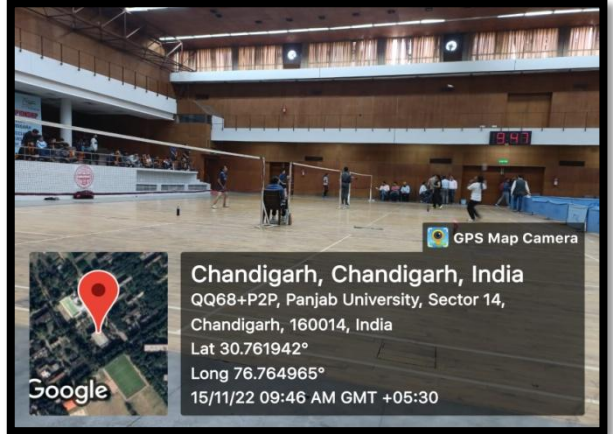 9:47
GPS Map Camera
Chandigarh, Chandigarh, India
QQ68+P2P, Panjab University, Sector 14,
Chandigarh, 160014, India
Lat 30.761942°
Long 76.764965°
15/11/22 09:46 AM GMT +05:30
Google